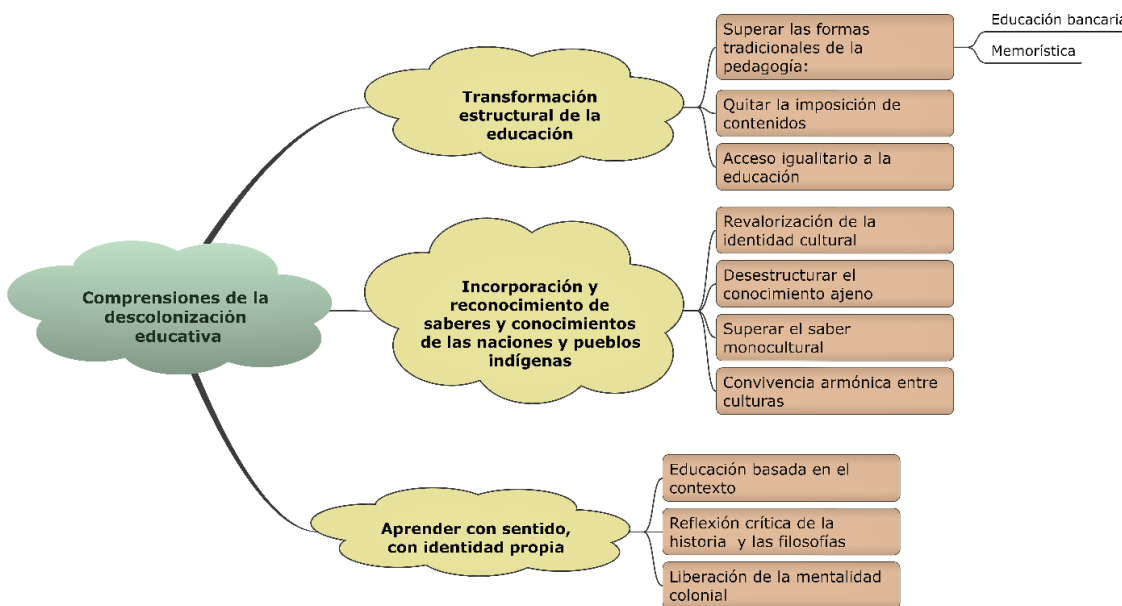 Comprensiones de la
descolonización
educativa
Transformación
estructural de la
educación
Superar las formas
tradicionales de la
pedagogía:
Educación bancaria
Memorística
Quitar la imposición de
contenidos
Acceso igualitario a la
educación
Incorporación y
reconocimiento de
saberes y conocimientos
de las naciones y pueblos
indígenas
Revalorización de la
identidad cultural
Desestructurar el
conocimiento ajeno
Superar el saber
monocultural
Convivencia armónica entre
culturas
Aprender con sentido,
con identidad propia
Educación basada en el
contexto
Reflexión crítica de la
historia y las filosofías
Liberación de la mentalidad
colonial